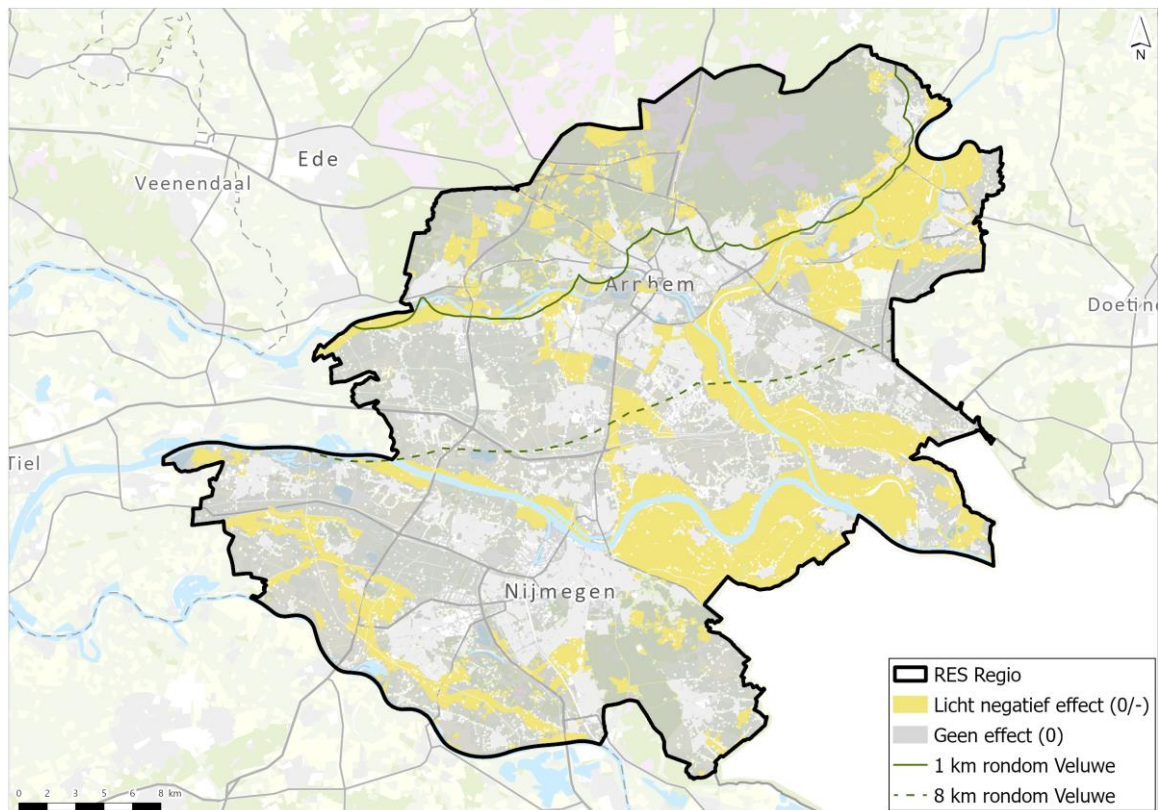 N
Ede
Veenendaal
Arnhem
Doetinc
Tiel
Nijmegen
RES Regio
Licht negatief effect (0/-)
Geen effect (0)
1 km rondom Veluwe
8 km rondom Veluwe
0 2 3 5 6 8 km